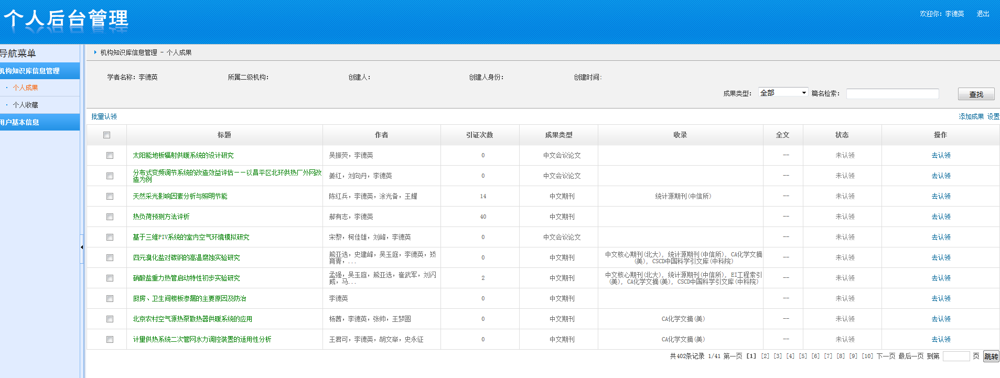 个人后台管理
欢迎你：李德英 退出
导航菜单
机构知识库信息管理
· 个人成果
· 个人收藏
用户基本信息
机构知识库信息管理 - 个人成果
学者名称：李德英 所属二级机构： 创建人： 创建人身份： 创建时间：
成果类型： 全部 篇名检索： 查找
批量认领 添加成果 设置
标题 作者 引证次数 成果类型 收录 全文 状态 操作
太阳能地板辐射供暖系统的设计研究 吴振荧，李德英 0 中文会议论文 -- 未认领 去认领
分布式变频调节系统的改造效益评估——以昌平区北环供热厂外网改
造为例 姜红，刘向丹，李德英 0 中文会议论文 -- 未认领 去认领
天然采光影响因素分析与照明节能 陈红兵，李德英，涂光备，王耀 14 中文期刊 统计源期刊(中信所) -- 未认领 去认领
热负荷预测方法评析 郝有志，李德英 40 中文期刊 -- 未认领 去认领
基于三维PIV系统的室内空气环境模拟研究 宋黎，柯佳雄，刘峰，李德英 0 中文会议论文 -- 未认领 去认领
四元溴化盐对碳钢的高温腐蚀实验研究 熊亚选，史建峰，吴玉庭，李德英，矫
育青，... 0 中文期刊 中文核心期刊(北大), 统计源期刊(中信所), CA化学文摘
(美), CSCD中国科学引文库(中科院) -- 未认领 去认领
硝酸盐重力热管启动特性初步实验研究 孟强，吴玉庭，熊亚选，崔武军，刘闪
威，马... 2 中文期刊 中文核心期刊(北大), 统计源期刊(中信所), EI工程索引
(美), CA化学文摘(美), CSCD中国科学引文库(中科院) -- 未认领 去认领
厨房、卫生间楼板渗漏的主要原因及防治 李德英 0 中文期刊 -- 未认领 去认领
北京农村空气源热泵散热器供暖系统的应用 杨茜，李德英，张帅，王梦圆 0 中文期刊 CA化学文摘(美) -- 未认领 去认领
计量供热系统二次管网水力调控装置的适用性分析 王君可，李德英，胡文举，史永征 0 中文期刊 CA化学文摘(美) -- 未认领 去认领
共402条记录 1/41 第一页 [1] [2] [3] [4] [5] [6] [7] [8] [9] [10] 下一页 最后一页 到第 页 跳转